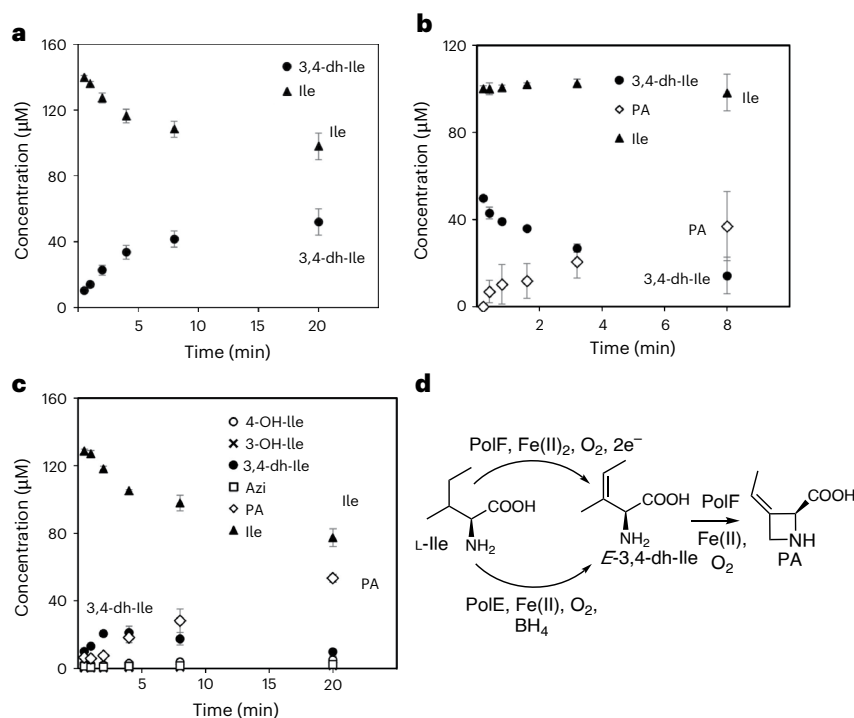 a
160
120
80
40
0
5
10
15
20
Concentration (μM)
Time (min)
3,4-dh-Ile
Ile
Ile
3,4-dh-Ile
b
120
80
40
0
2
4
6
8
Concentration (μM)
Time (min)
3,4-dh-Ile
PA
Ile
Ile
PA
3,4-dh-Ile
c
160
120
80
40
0
5
10
15
20
Concentration (μM)
Time (min)
4-OH-Ile
3-OH-Ile
3,4-dh-Ile
Azi
PA
Ile
Ile
PA
3,4-dh-Ile
d
PolF, Fe(II)₂, O₂, 2e⁻
COOH
NH₂
L-Ile
COOH
NH₂
E-3,4-dh-Ile
PolE, Fe(II), O₂,
BH₄
PolF
Fe(II),
O₂
COOH
NH
PA